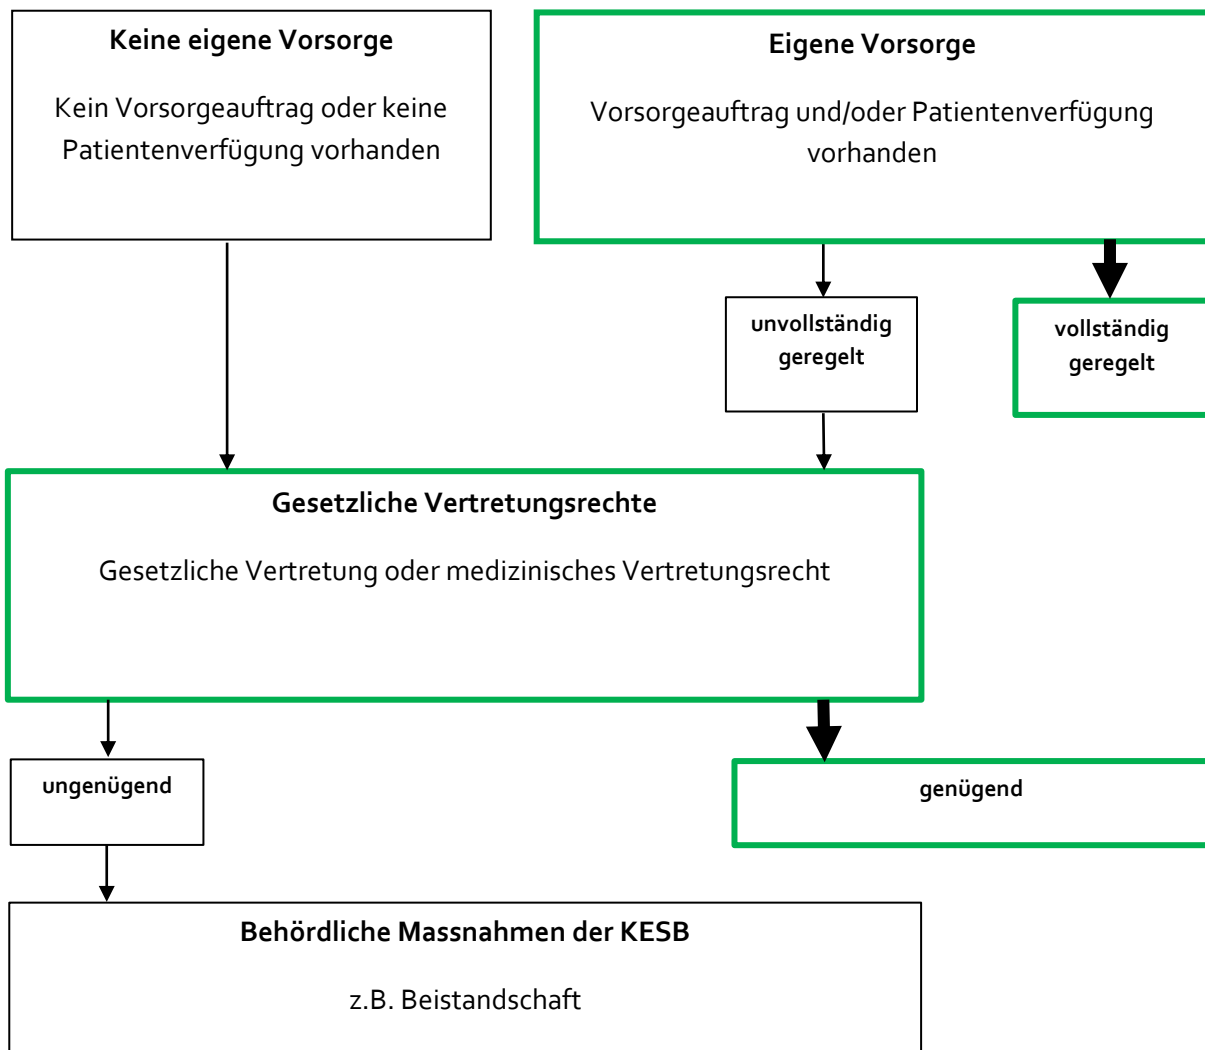 Keine eigene Vorsorge
Kein Vorsorgeauftrag oder keine
Patientenverfügung vorhanden
Eigene Vorsorge
Vorsorgeauftrag und/oder Patientenverfügung
vorhanden
unvollständig
geregelt
vollständig
geregelt
Gesetzliche Vertretungsrechte
Gesetzliche Vertretung oder medizinisches Vertretungsrecht
ungenügend
genügend
Behördliche Massnahmen der KESB
z.B. Beistandschaft